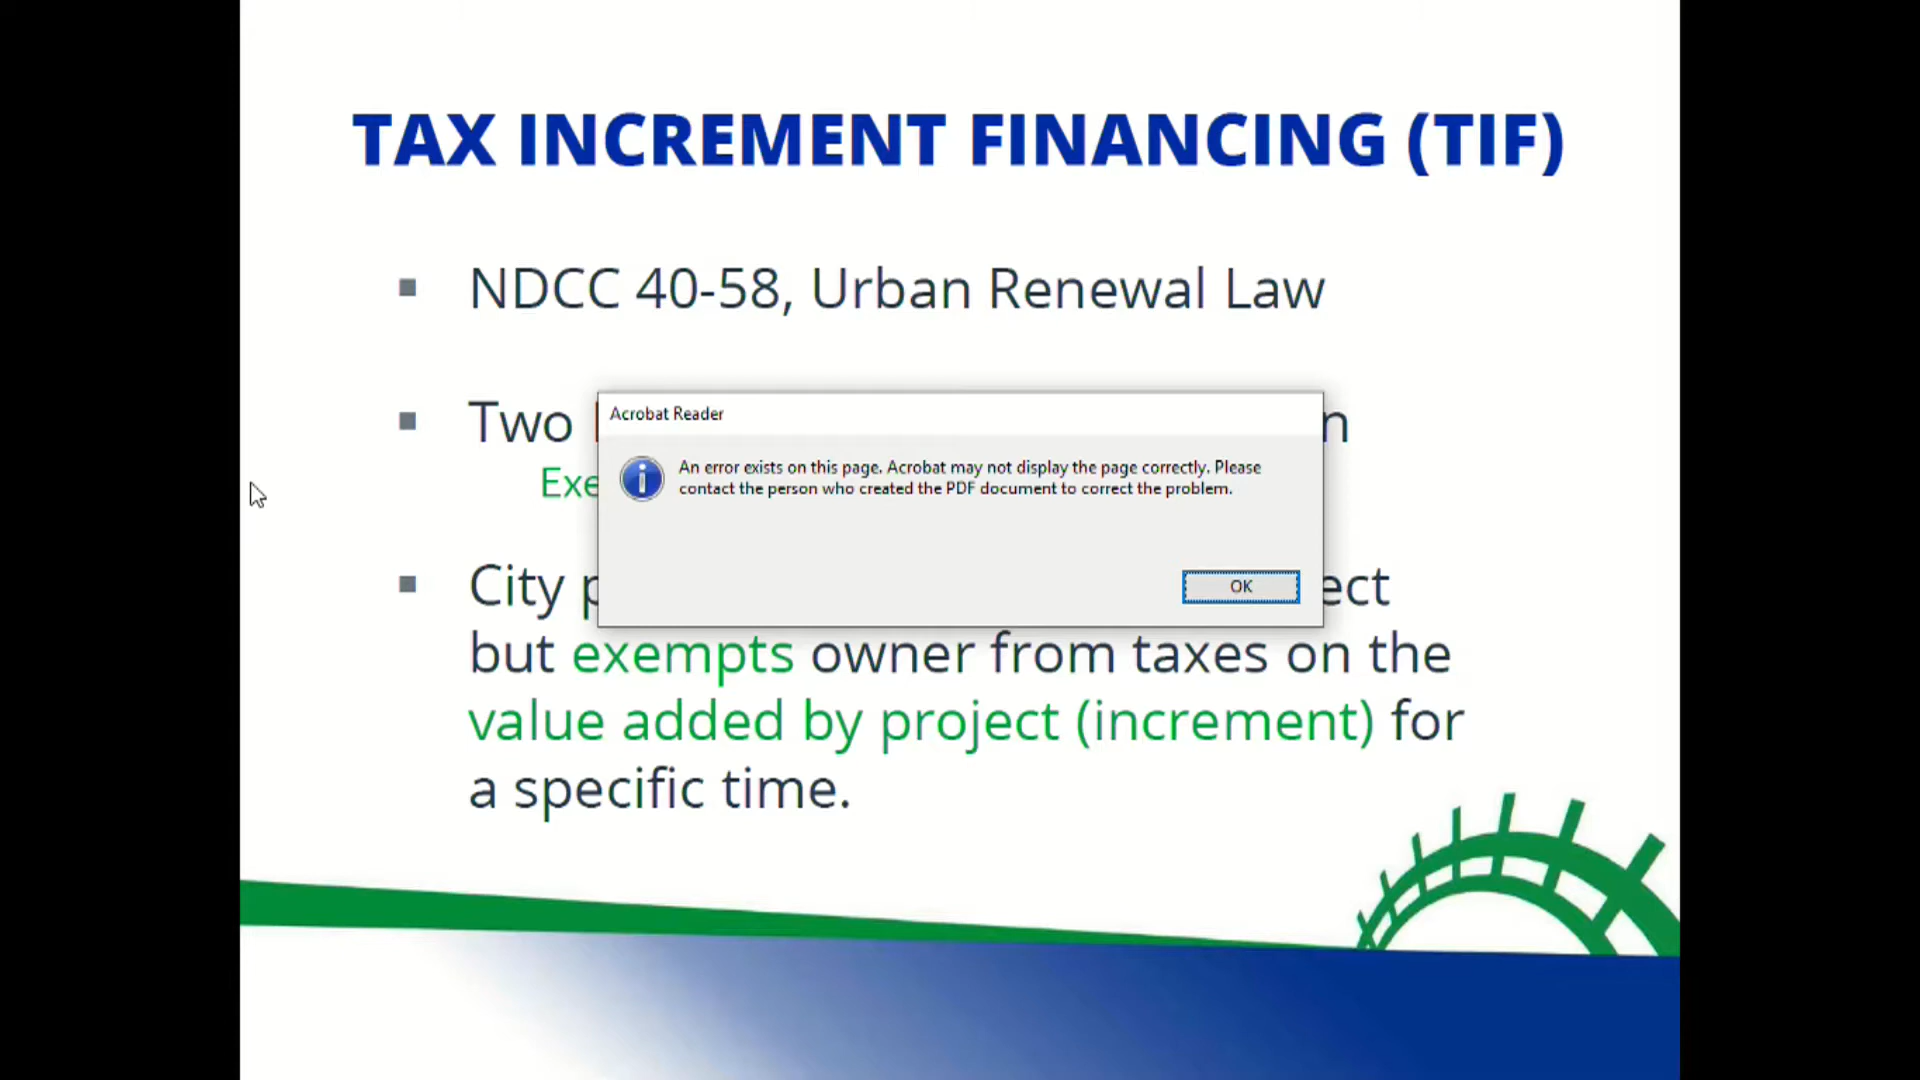 TAX INCREMENT FINANCING (TIF)
NDCC 40-58, Urban Renewal Law
Two
Acrobat Reader
An error exists on this page. Acrobat may not display the page correctly. Please
contact the person who created the PDF document to correct the problem.
OK
City
but exempts owner from taxes on the
value added by project (increment) for
a specific time.